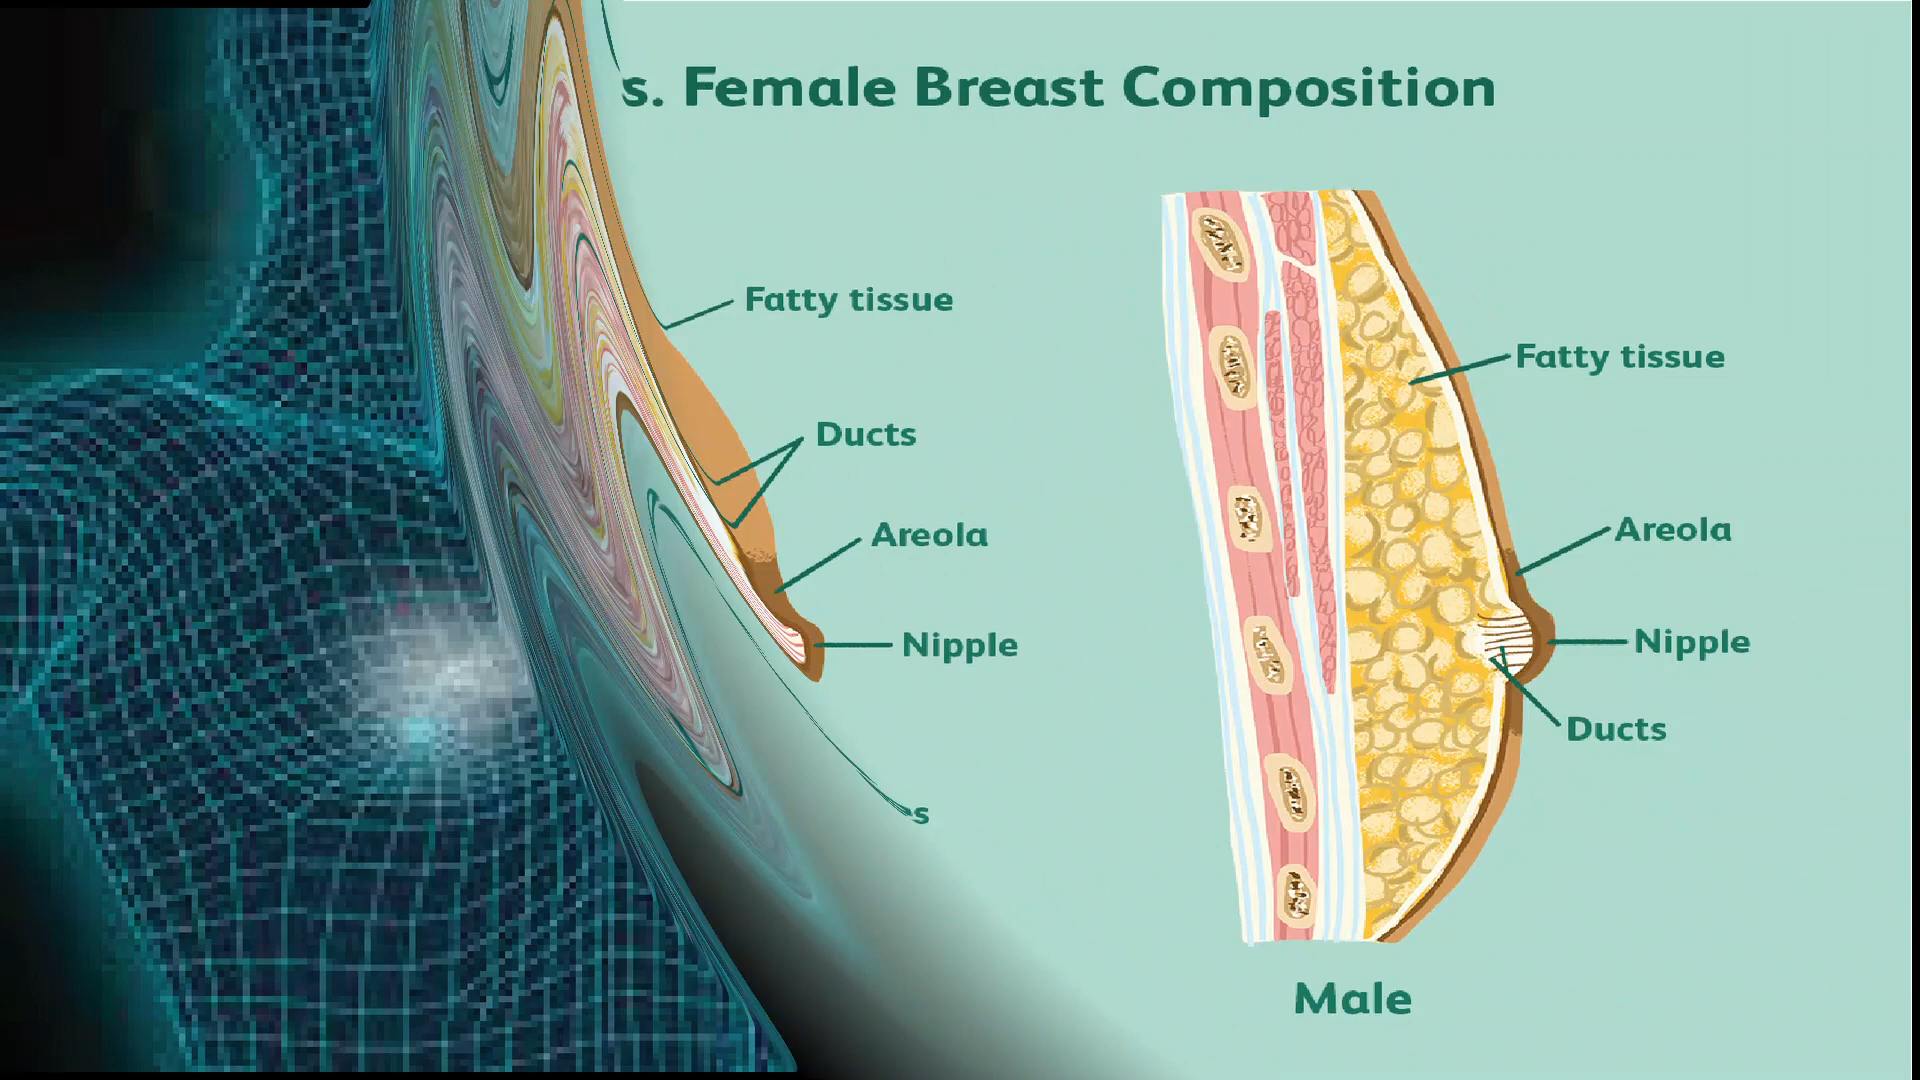 s. Female Breast Composition
Fatty tissue
Ducts
Areola
Nipple
s
Fatty tissue
Areola
Nipple
Ducts
Male